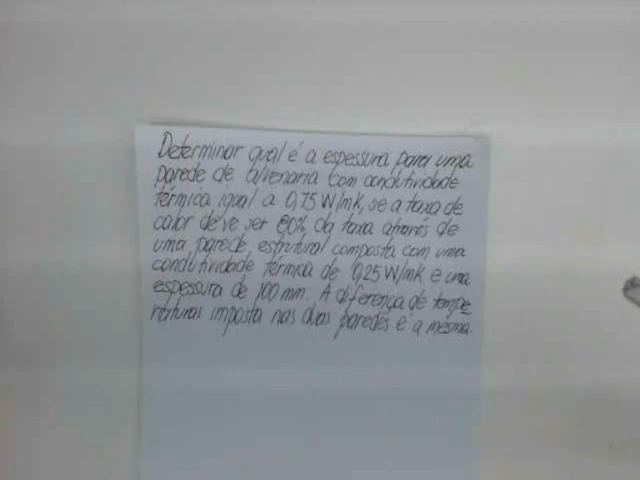 Determinar qual é a espessura para uma
parede de alvenaria com condutividade
térmica igual a 0,75 W/mK, se a taxa de
calor deve ser 80% da taxa através de
uma parede estrutural composta com uma
condutividade térmica de 0,25 W/mK e uma
espessura de 100 mm. A diferença de tempe
raturas imposta nas duas paredes é a mesma.